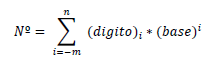 Nº = ∑_{i=-m}^{n} (digito)_i * (base)^i